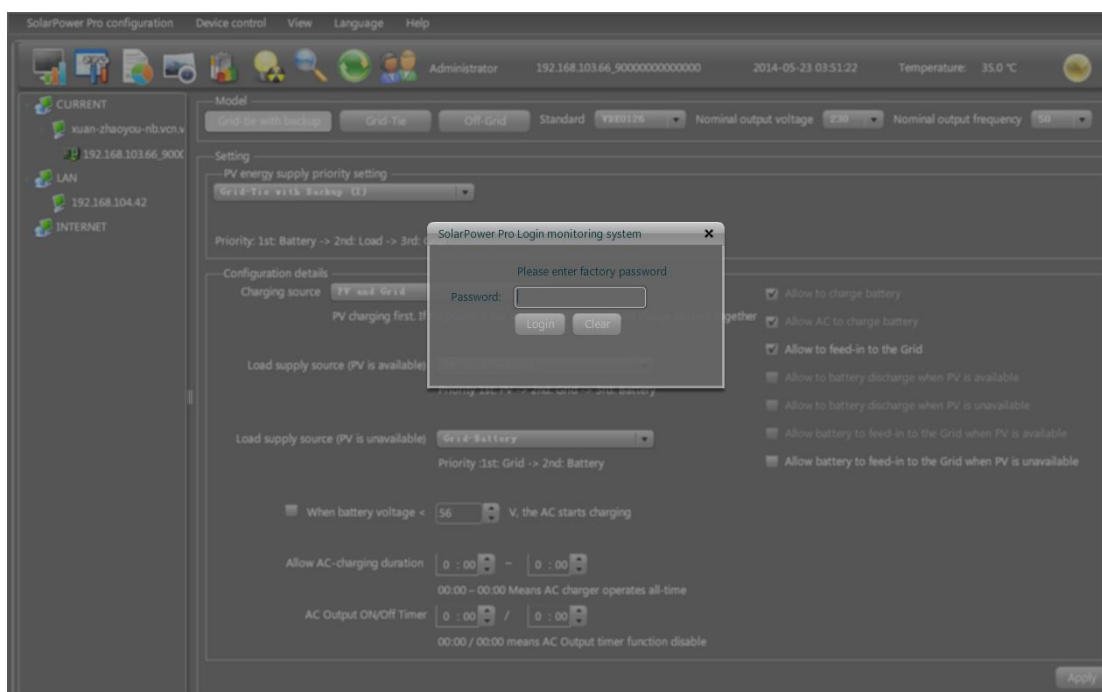 SolarPower Pro configuration Device control View Language Help
Administrator 192.168.103.66_90000000000000 2014-05-23 03:51:22 Temperature: 35.0 ℃
CURRENT
xuan-zhaoyou-nb.vcn.v
192.168.103.66_900
LAN
192.168.104.42
INTERNET
Model
Grid-tie with backup Grid-Tie Off-Grid Standard VDE0126 Nominal output voltage 230 Nominal output frequency 50
Setting
PV energy supply priority setting
Grid-Tie with Backup (I)
Priority: 1st: Battery -> 2nd: Load -> 3rd:
SolarPower Pro Login monitoring system
Please enter factory password
Password:
Login Clear
Configuration details
Charging source PV and Grid
PV charging first. If together
Load supply source (PV is available)
Priority 1st: PV -> 2nd: Grid -> 3rd: Battery
Load supply source (PV is unavailable) Grid-Battery
Priority :1st: Grid -> 2nd: Battery
When battery voltage < 56 V, the AC starts charging
Allow AC-charging duration 0 : 00 – 0 : 00
00:00 – 00:00 Means AC charger operates all-time
AC Output ON/Off Timer 0 : 00 / 0 : 00
00:00 / 00:00 means AC Output timer function disable
Allow to charge battery
Allow AC to charge battery
Allow to feed-in to the Grid
Allow to battery discharge when PV is available
Allow to battery discharge when PV is unavailable
Allow battery to feed-in to the Grid when PV is available
Allow battery to feed-in to the Grid when PV is unavailable
Apply